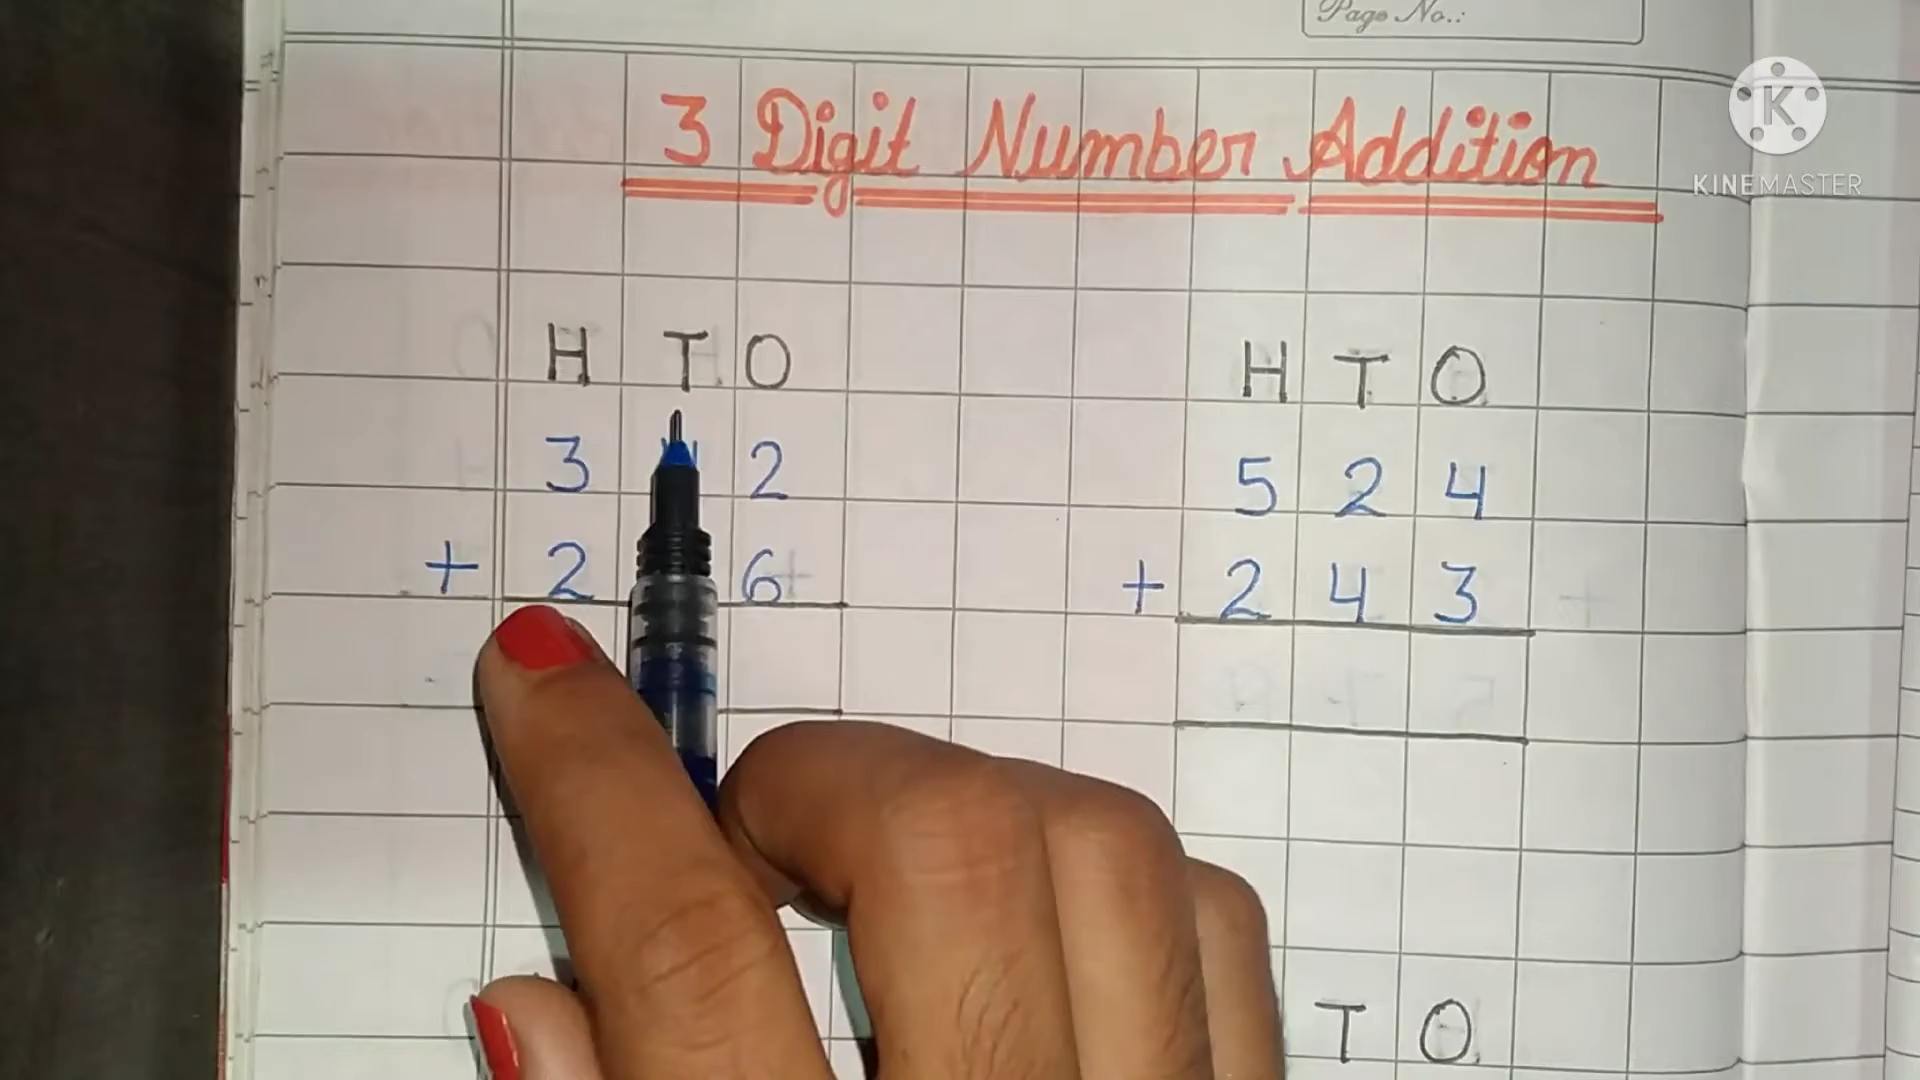 Page No.:
KINEMASTER
3 Digit Number Addition
H T O
3 2
+ 2 6
H T O
5 2 4
+ 2 4 3
T O